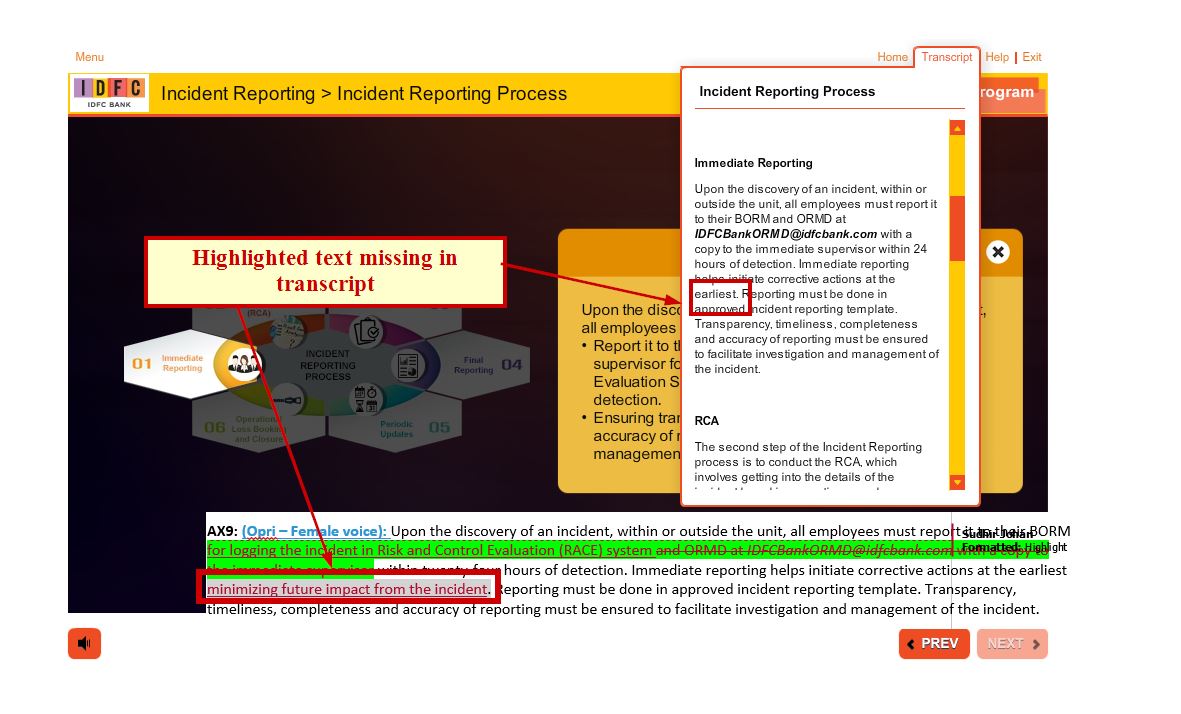 Menu
Home Transcript Help | Exit
IDFC
IDFC BANK
Incident Reporting > Incident Reporting Process
rogram
Incident Reporting Process
Immediate Reporting
Upon the discovery of an incident, within or
outside the unit, all employees must report it
to their BORM and ORMD at
IDFCBankORMD@idfcbank.com with a
copy to the immediate supervisor within 24
hours of detection. Immediate reporting
helps initiate corrective actions at the
earliest. Reporting must be done in
approved incident reporting template.
Transparency, timeliness, completeness
and accuracy of reporting must be ensured
to facilitate investigation and management of
the incident.
RCA
The second step of the Incident Reporting
process is to conduct the RCA, which
involves getting into the details of the
Highlighted text missing in
transcript
(RCA)
01 Immediate
Reporting
INCIDENT
REPORTING
PROCESS
Final
Reporting 04
06 Operational
Loss Booking
and Closure
Periodic
Updates 05
Upon the disco
all employees
• Report it to th
supervisor fo
Evaluation S
detection.
• Ensuring tran
accuracy of r
managemen
AX9: (Opri – Female voice): Upon the discovery of an incident, within or outside the unit, all employees must report it to their BORM
for logging the incident in Risk and Control Evaluation (RACE) system and ORMD at IDFCBankORMD@idfcbank.com with a copy to
the immediate supervisor within twenty four hours of detection. Immediate reporting helps initiate corrective actions at the earliest
minimizing future impact from the incident. Reporting must be done in approved incident reporting template. Transparency,
timeliness, completeness and accuracy of reporting must be ensured to facilitate investigation and management of the incident.
Sudhir Johan
Formatted: Highlight
PREV
NEXT